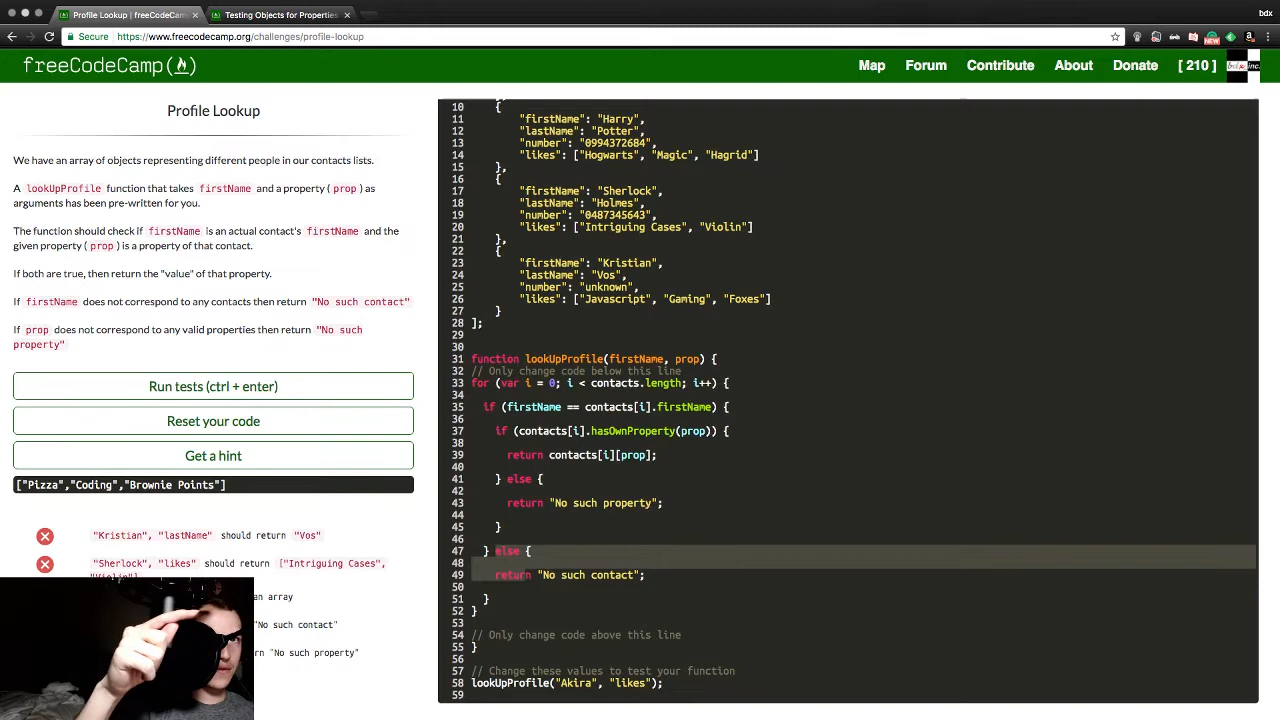 Profile Lookup | freeCodeCam
Testing Objects for Properties
bdx
Secure
https://www.freecodecamp.org/challenges/profile-lookup
NEW
freeCodeCamp
Map
Forum
Contribute
About
Donate
[ 210 ]
Profile Lookup
We have an array of objects representing different people in our contacts lists.
A lookUpProfile function that takes firstName and a property ( prop ) as
arguments has been pre-written for you.
The function should check if firstName is an actual contact's firstName and the
given property ( prop ) is a property of that contact.
If both are true, then return the "value" of that property.
If firstName does not correspond to any contacts then return "No such contact"
If prop does not correspond to any valid properties then return "No such
property"
Run tests (ctrl + enter)
Reset your code
Get a hint
["Pizza","Coding","Brownie Points"]
"Kristian", "lastName" should return "Vos"
"Sherlock", "likes" should return ["Intriguing Cases",
"Violin"]
an array
"No such contact"
"No such property"
10 {
11 "firstName": "Harry",
12 "lastName": "Potter",
13 "number": "0994372684",
14 "likes": ["Hogwarts", "Magic", "Hagrid"]
15 },
16 {
17 "firstName": "Sherlock",
18 "lastName": "Holmes",
19 "number": "0487345643",
20 "likes": ["Intriguing Cases", "Violin"]
21 },
22 {
23 "firstName": "Kristian",
24 "lastName": "Vos",
25 "number": "unknown",
26 "likes": ["Javascript", "Gaming", "Foxes"]
27 }
28 ];
29
30
31 function lookUpProfile(firstName, prop) {
32 // Only change code below this line
33 for (var i = 0; i < contacts.length; i++) {
34
35 if (firstName == contacts[i].firstName) {
36
37 if (contacts[i].hasOwnProperty(prop)) {
38
39 return contacts[i][prop];
40
41 } else {
42
43 return "No such property";
44
45 }
46
47 } else {
48
49 return "No such contact";
50
51 }
52 }
53
54 // Only change code above this line
55 }
56
57 // Change these values to test your function
58 lookUpProfile("Akira", "likes");
59